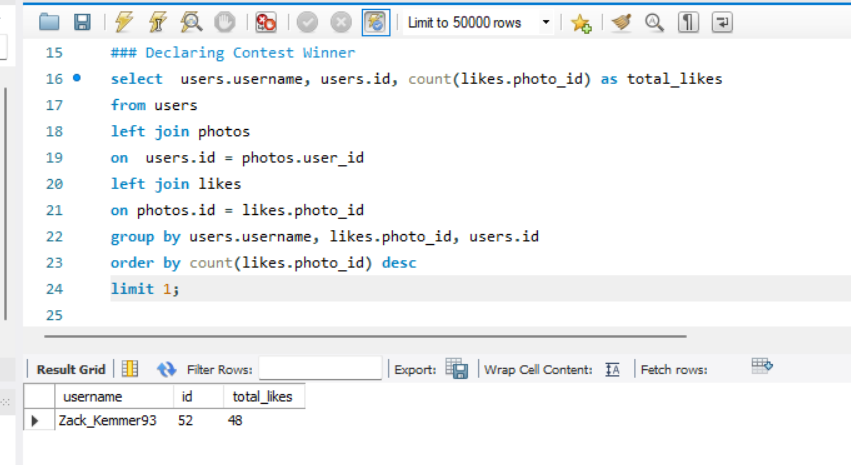 Limit to 50000 rows
15 ### Declaring Contest Winner
16 select users.username, users.id, count(likes.photo_id) as total_likes
17 from users
18 left join photos
19 on users.id = photos.user_id
20 left join likes
21 on photos.id = likes.photo_id
22 group by users.username, likes.photo_id, users.id
23 order by count(likes.photo_id) desc
24 limit 1;
25
Result Grid Filter Rows: Export: Wrap Cell Content: Fetch rows:
username id total_likes
Zack_Kemmer93 52 48